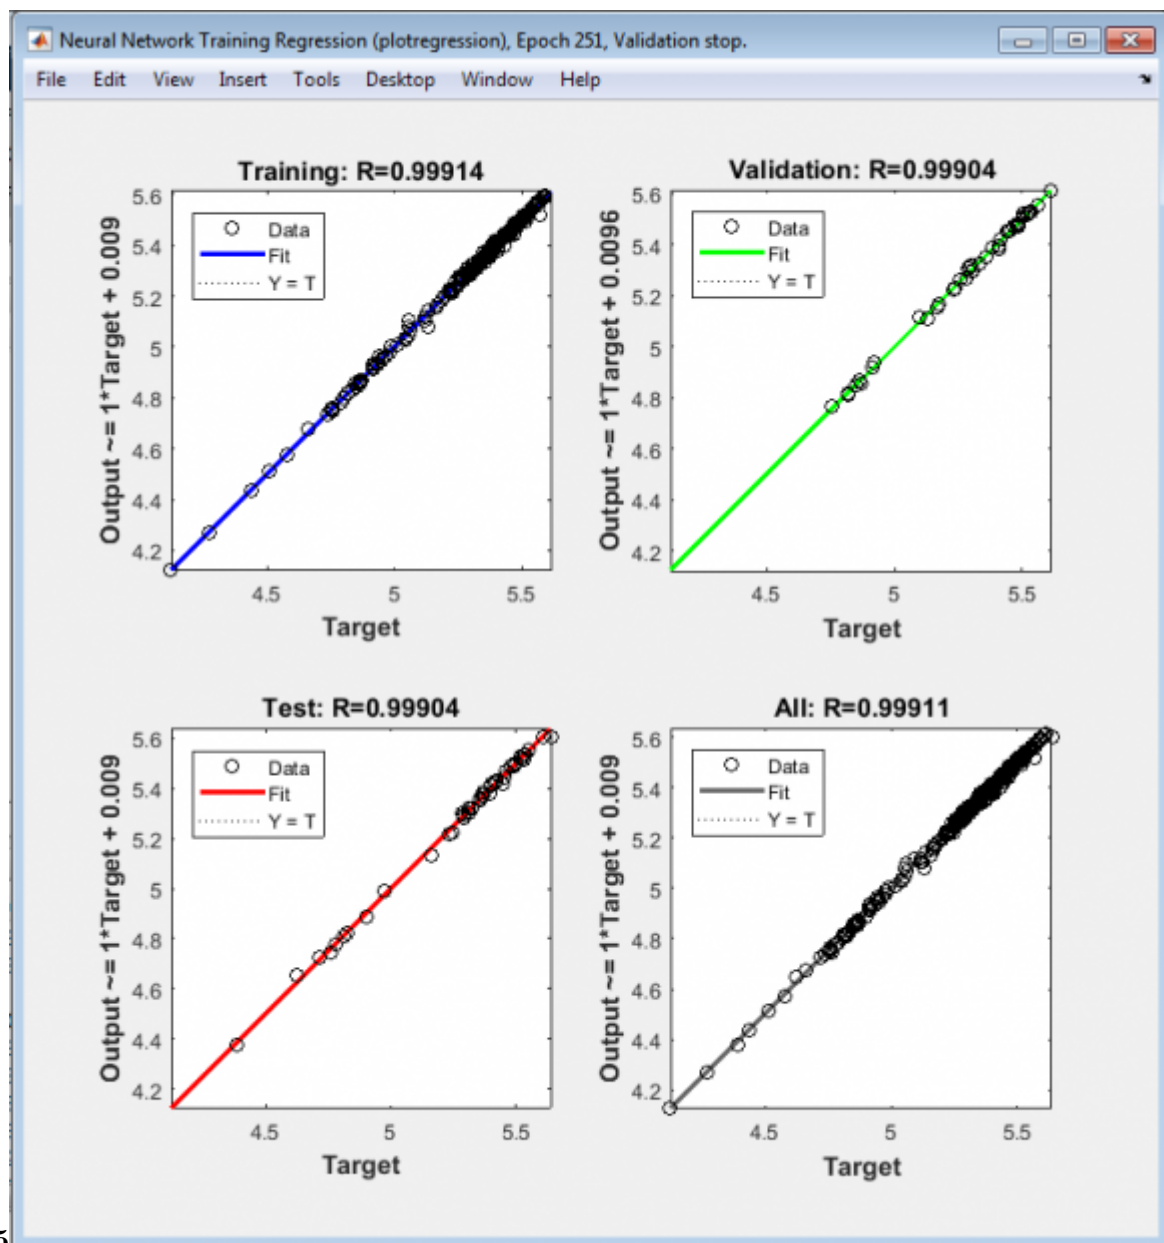 Neural Network Training Regression (plotregression), Epoch 251, Validation stop.
File Edit View Insert Tools Desktop Window Help
Training: R=0.99914
Output ~= 1*Target + 0.009
5.6
5.4
5.2
5
4.8
4.6
4.4
4.2
Data
Fit
Y = T
4.5 5 5.5
Target
Validation: R=0.99904
Output ~= 1*Target + 0.0096
5.6
5.4
5.2
5
4.8
4.6
4.4
4.2
Data
Fit
Y = T
4.5 5 5.5
Target
Test: R=0.99904
Output ~= 1*Target + 0.009
5.6
5.4
5.2
5
4.8
4.6
4.4
4.2
Data
Fit
Y = T
4.5 5 5.5
Target
All: R=0.99911
Output ~= 1*Target + 0.009
5.6
5.4
5.2
5
4.8
4.6
4.4
4.2
Data
Fit
Y = T
4.5 5 5.5
Target